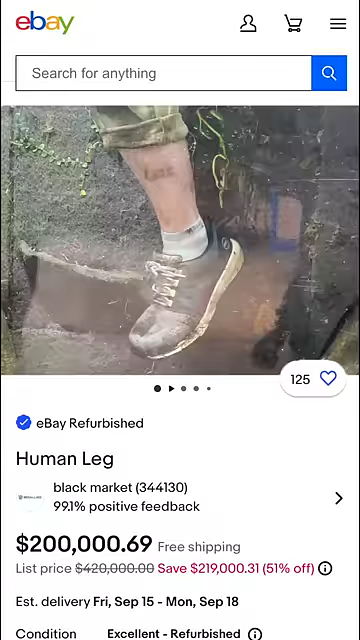 ebay
Search for anything
125
eBay Refurbished
Human Leg
black market (344130)
99.1% positive feedback
$200,000.69 Free shipping
List price $420,000.00 Save $219,000.31 (51% off)
Est. delivery Fri, Sep 15 - Mon, Sep 18
Condition Excellent - Refurbished